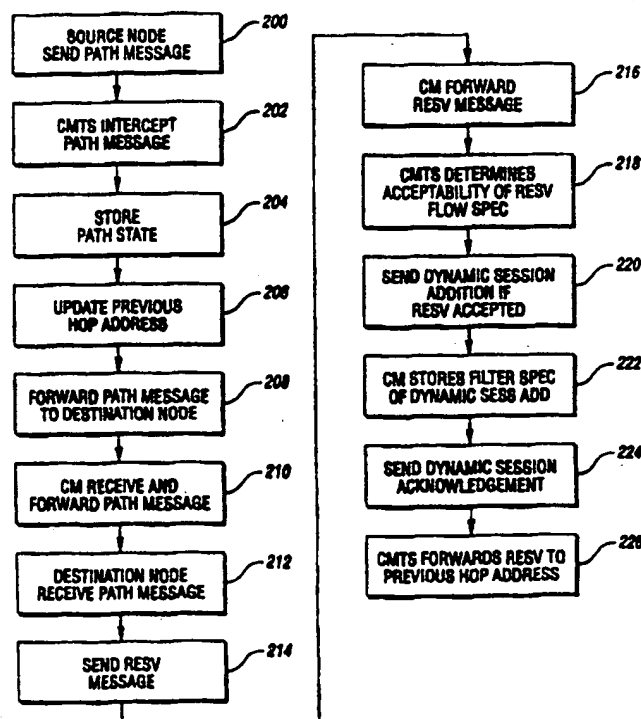 200
SOURCE NODE
SEND PATH MESSAGE
202
CMTS INTERCEPT
PATH MESSAGE
204
STORE
PATH STATE
206
UPDATE PREVIOUS
HOP ADDRESS
208
FORWARD PATH MESSAGE
TO DESTINATION NODE
210
CM RECEIVE AND
FORWARD PATH MESSAGE
212
DESTINATION NODE
RECEIVE PATH MESSAGE
214
SEND RESV
MESSAGE
216
CM FORWARD
RESV MESSAGE
218
CMTS DETERMINES
ACCEPTABILITY OF RESV
FLOW SPEC
220
SEND DYNAMIC SESSION
ADDITION IF
RESV ACCEPTED
222
CM STORES FILTER SPEC
OF DYNAMIC SESS ADD
224
SEND DYNAMIC SESSION
ACKNOWLEDGEMENT
226
CMTS FORWARDS RESV TO
PREVIOUS HOP ADDRESS